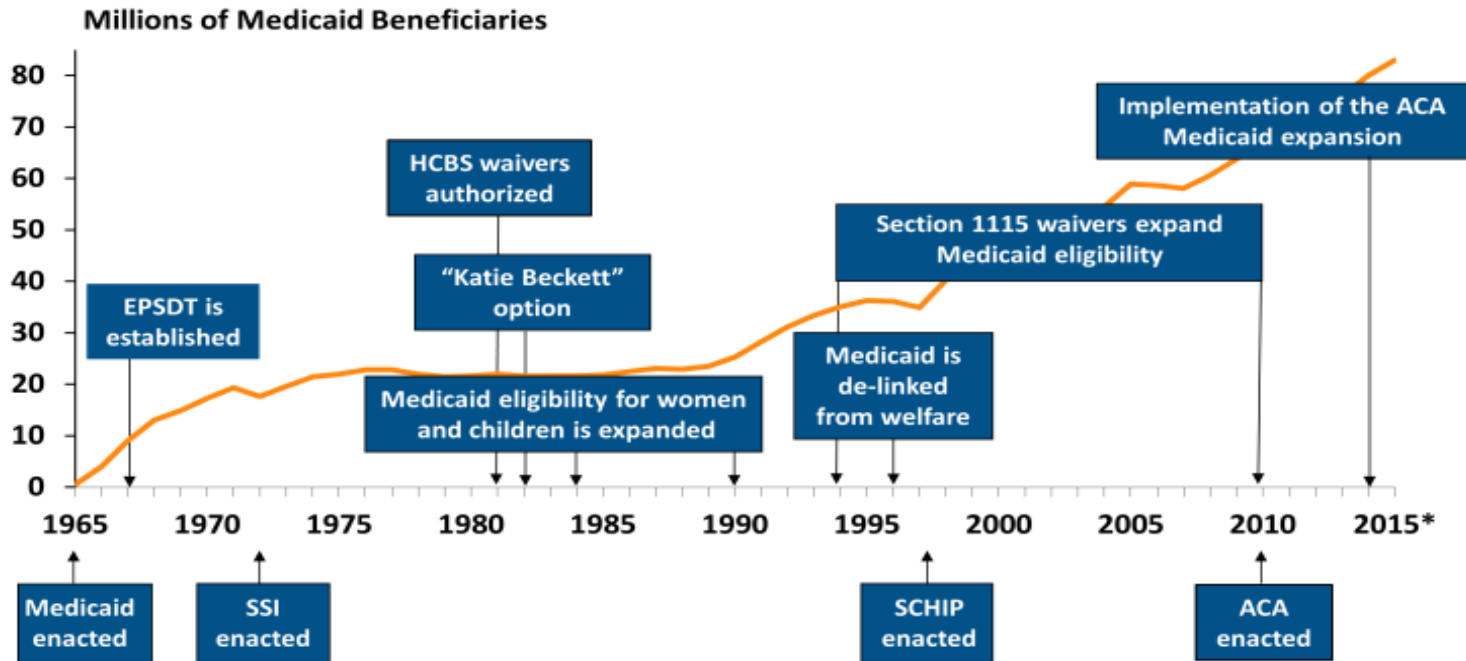 Millions of Medicaid Beneficiaries
80
70
60
50
40
30
20
10
0
Implementation of the ACA
Medicaid expansion
HCBS waivers
authorized
Section 1115 waivers expand
Medicaid eligibility
“Katie Beckett”
option
EPSDT is
established
Medicaid is
de-linked
from welfare
Medicaid eligibility for women
and children is expanded
1965 1970 1975 1980 1985 1990 1995 2000 2005 2010 2015*
Medicaid
enacted
SSI
enacted
SCHIP
enacted
ACA
enacted